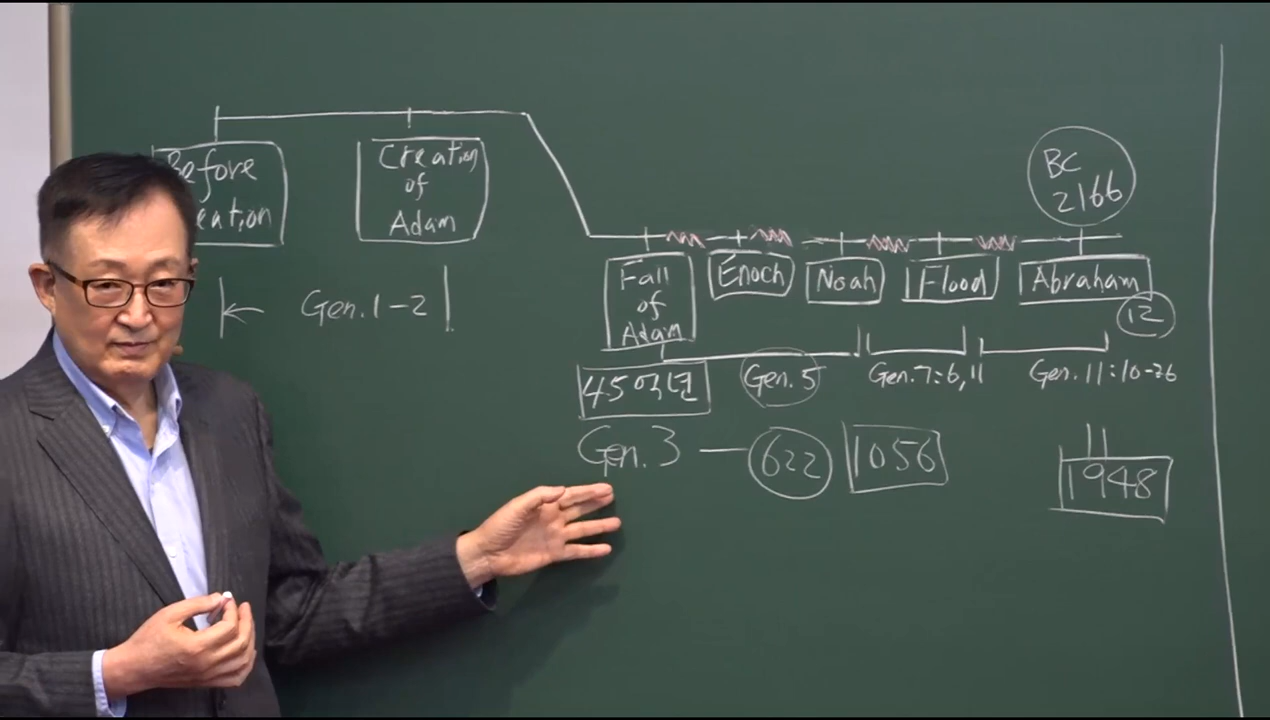 Before
eation
Creation
of
Adam
BC
2166
Fall
of
Adam
Enoch
Noah
Flood
Abraham
12
Gen.1-2
45억년
Gen.5
Gen.7:6,11
Gen.11:10-26
Gen.3 — 622 1056
1948